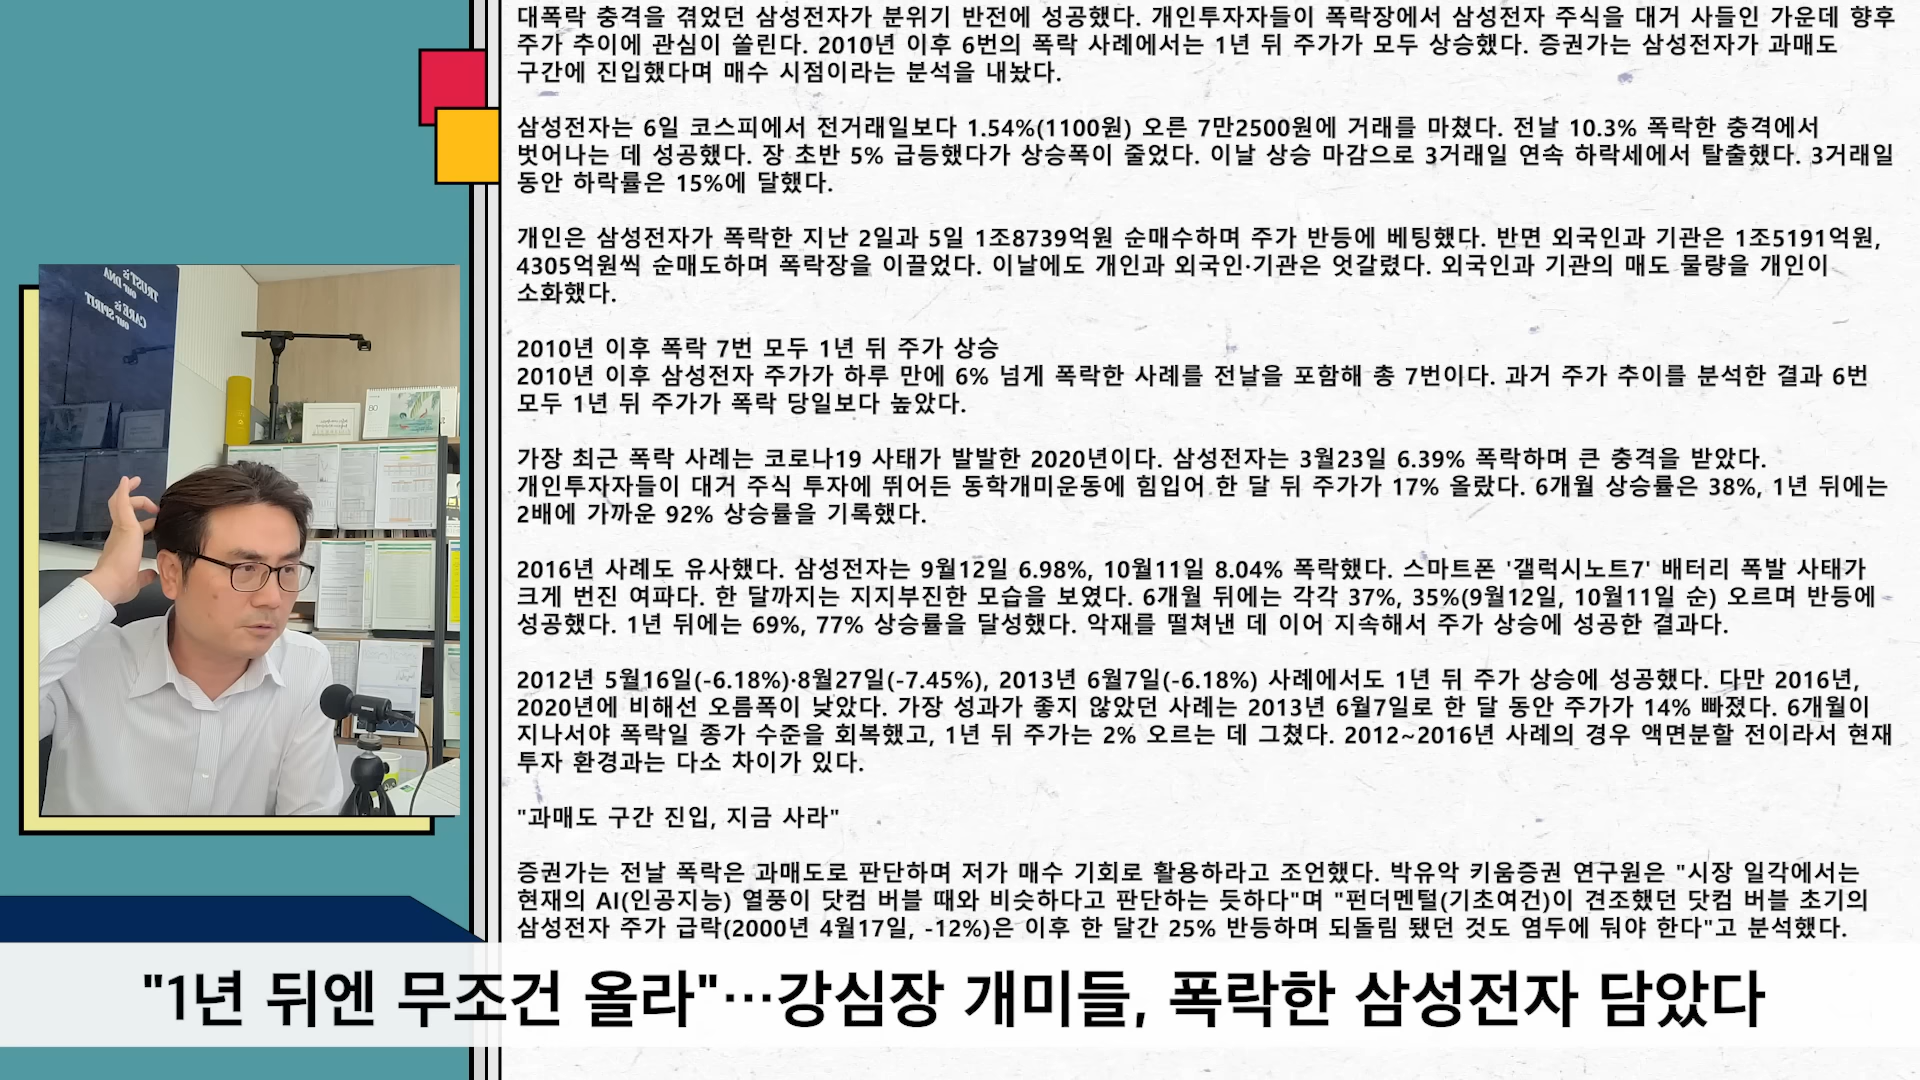 대폭락 충격을 겪었던 삼성전자가 분위기 반전에 성공했다. 개인투자자들이 폭락장에서 삼성전자 주식을 대거 사들인 가운데 향후
주가 추이에 관심이 쏠린다. 2010년 이후 6번의 폭락 사례에서는 1년 뒤 주가가 모두 상승했다. 증권가는 삼성전자가 과매도
구간에 진입했다며 매수 시점이라는 분석을 내놨다.
삼성전자는 6일 코스피에서 전거래일보다 1.54%(1100원) 오른 7만2500원에 거래를 마쳤다. 전날 10.3% 폭락한 충격에서
벗어나는 데 성공했다. 장 초반 5% 급등했다가 상승폭이 줄었다. 이날 상승 마감으로 3거래일 연속 하락세에서 탈출했다. 3거래일
동안 하락률은 15%에 달했다.
개인은 삼성전자가 폭락한 지난 2일과 5일 1조8739억원 순매수하며 주가 반등에 베팅했다. 반면 외국인과 기관은 1조5191억원,
4305억원씩 순매도하며 폭락장을 이끌었다. 이날에도 개인과 외국인·기관은 엇갈렸다. 외국인과 기관의 매도 물량을 개인이
소화했다.
2010년 이후 폭락 7번 모두 1년 뒤 주가 상승
2010년 이후 삼성전자 주가가 하루 만에 6% 넘게 폭락한 사례를 전날을 포함해 총 7번이다. 과거 주가 추이를 분석한 결과 6번
모두 1년 뒤 주가가 폭락 당일보다 높았다.
가장 최근 폭락 사례는 코로나19 사태가 발발한 2020년이다. 삼성전자는 3월23일 6.39% 폭락하며 큰 충격을 받았다.
개인투자자들이 대거 주식 투자에 뛰어든 동학개미운동에 힘입어 한 달 뒤 주가가 17% 올랐다. 6개월 상승률은 38%, 1년 뒤에는
2배에 가까운 92% 상승률을 기록했다.
2016년 사례도 유사했다. 삼성전자는 9월12일 6.98%, 10월11일 8.04% 폭락했다. 스마트폰 '갤럭시노트7' 배터리 폭발 사태가
크게 번진 여파다. 한 달까지는 지지부진한 모습을 보였다. 6개월 뒤에는 각각 37%, 35%(9월12일, 10월11일 순) 오르며 반등에
성공했다. 1년 뒤에는 69%, 77% 상승률을 달성했다. 악재를 떨쳐낸 데 이어 지속해서 주가 상승에 성공한 결과다.
2012년 5월16일(-6.18%)·8월27일(-7.45%), 2013년 6월7일(-6.18%) 사례에서도 1년 뒤 주가 상승에 성공했다. 다만 2016년,
2020년에 비해선 오름폭이 낮았다. 가장 성과가 좋지 않았던 사례는 2013년 6월7일로 한 달 동안 주가가 14% 빠졌다. 6개월이
지나서야 폭락일 종가 수준을 회복했고, 1년 뒤 주가는 2% 오르는 데 그쳤다. 2012~2016년 사례의 경우 액면분할 전이라서 현재
투자 환경과는 다소 차이가 있다.
"과매도 구간 진입, 지금 사라"
증권가는 전날 폭락은 과매도로 판단하며 저가 매수 기회로 활용하라고 조언했다. 박유악 키움증권 연구원은 "시장 일각에서는
현재의 AI(인공지능) 열풍이 닷컴 버블 때와 비슷하다고 판단하는 듯하다"며 "펀더멘털(기초여건)이 견조했던 닷컴 버블 초기의
삼성전자 주가 급락(2000년 4월17일, -12%)은 이후 한 달간 25% 반등하며 되돌림 됐던 것도 염두에 둬야 한다"고 분석했다.
TRUST is
our DNA
CARE is
our SPIRIT
"1년 뒤엔 무조건 올라"…강심장 개미들, 폭락한 삼성전자 담았다